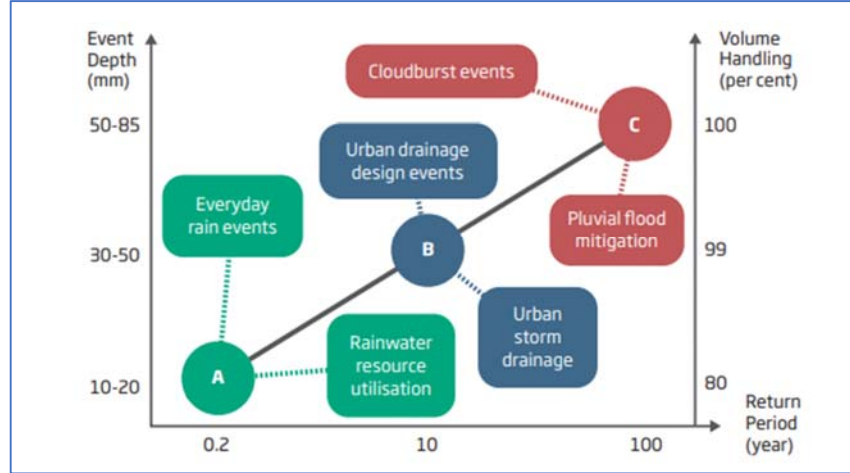 Event
Depth
(mm)
Volume
Handling
(per cent)
Cloudburst events
50-85
C
100
Urban drainage
design events
Everyday
rain events
Pluvial flood
mitigation
30-50
B
99
Urban
storm
drainage
Rainwater
resource
utilisation
A
10-20
80
Return
Period
(year)
0.2
10
100